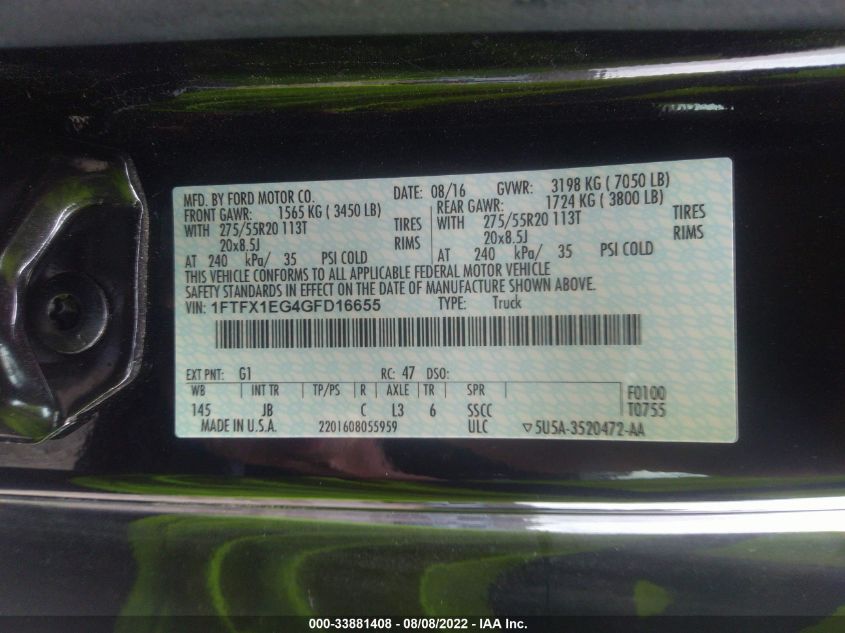 MFD. BY FORD MOTOR CO. DATE: 08/16 GVWR: 3198 KG ( 7050 LB)
FRONT GAWR: 1565 KG ( 3450 LB) REAR GAWR: 1724 KG ( 3800 LB)
WITH 275/55R20 113T TIRES WITH 275/55R20 113T TIRES
20x8.5J RIMS 20x8.5J RIMS
AT 240 kPa/ 35 PSI COLD AT 240 kPa/ 35 PSI COLD
THIS VEHICLE CONFORMS TO ALL APPLICABLE FEDERAL MOTOR VEHICLE
SAFETY STANDARDS IN EFFECT ON THE DATE OF MANUFACTURE SHOWN ABOVE.
VIN: 1FTFX1EG4GFD16655 TYPE: Truck
EXT PNT: G1 RC: 47 DSO:
WB INT TR TP/PS R AXLE TR SPR F0100
145 JB C L3 6 SSCC T0755
MADE IN U.S.A. 2201608055959 ULC ▽5U5A-3520472-AA
000-33881408 - 08/08/2022 - IAA Inc.